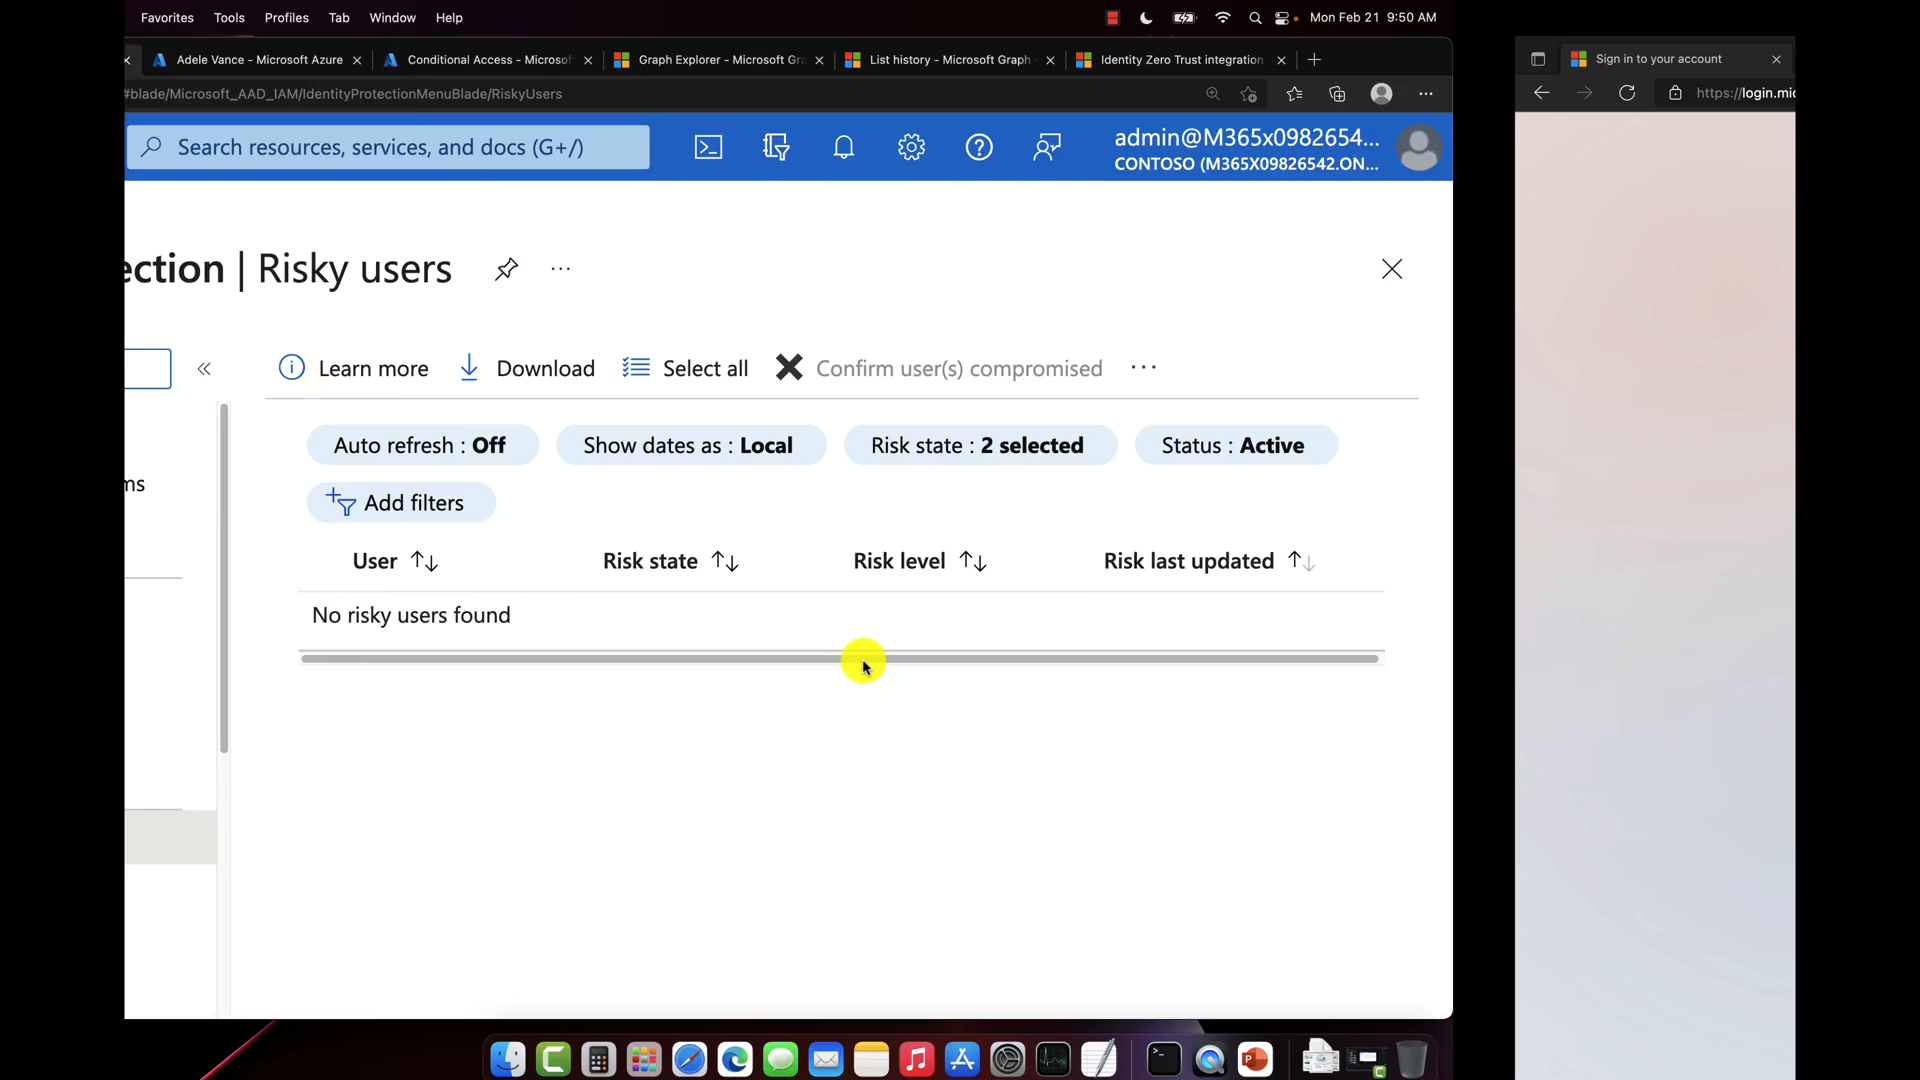 Favorites Tools Profiles Tab Window Help Mon Feb 21 9:50 AM
Adele Vance - Microsoft Azure
Conditional Access - Microsof
Graph Explorer - Microsoft Gra
List history - Microsoft Graph
Identity Zero Trust integration
Sign in to your account
#blade/Microsoft_AAD_IAM/IdentityProtectionMenuBlade/RiskyUsers
https://login.mic
Search resources, services, and docs (G+/)
admin@M365x0982654...
CONTOSO (M365X09826542.ON...
ection | Risky users
Learn more Download Select all Confirm user(s) compromised
Auto refresh : Off Show dates as : Local Risk state : 2 selected Status : Active
ms
Add filters
User Risk state Risk level Risk last updated
No risky users found